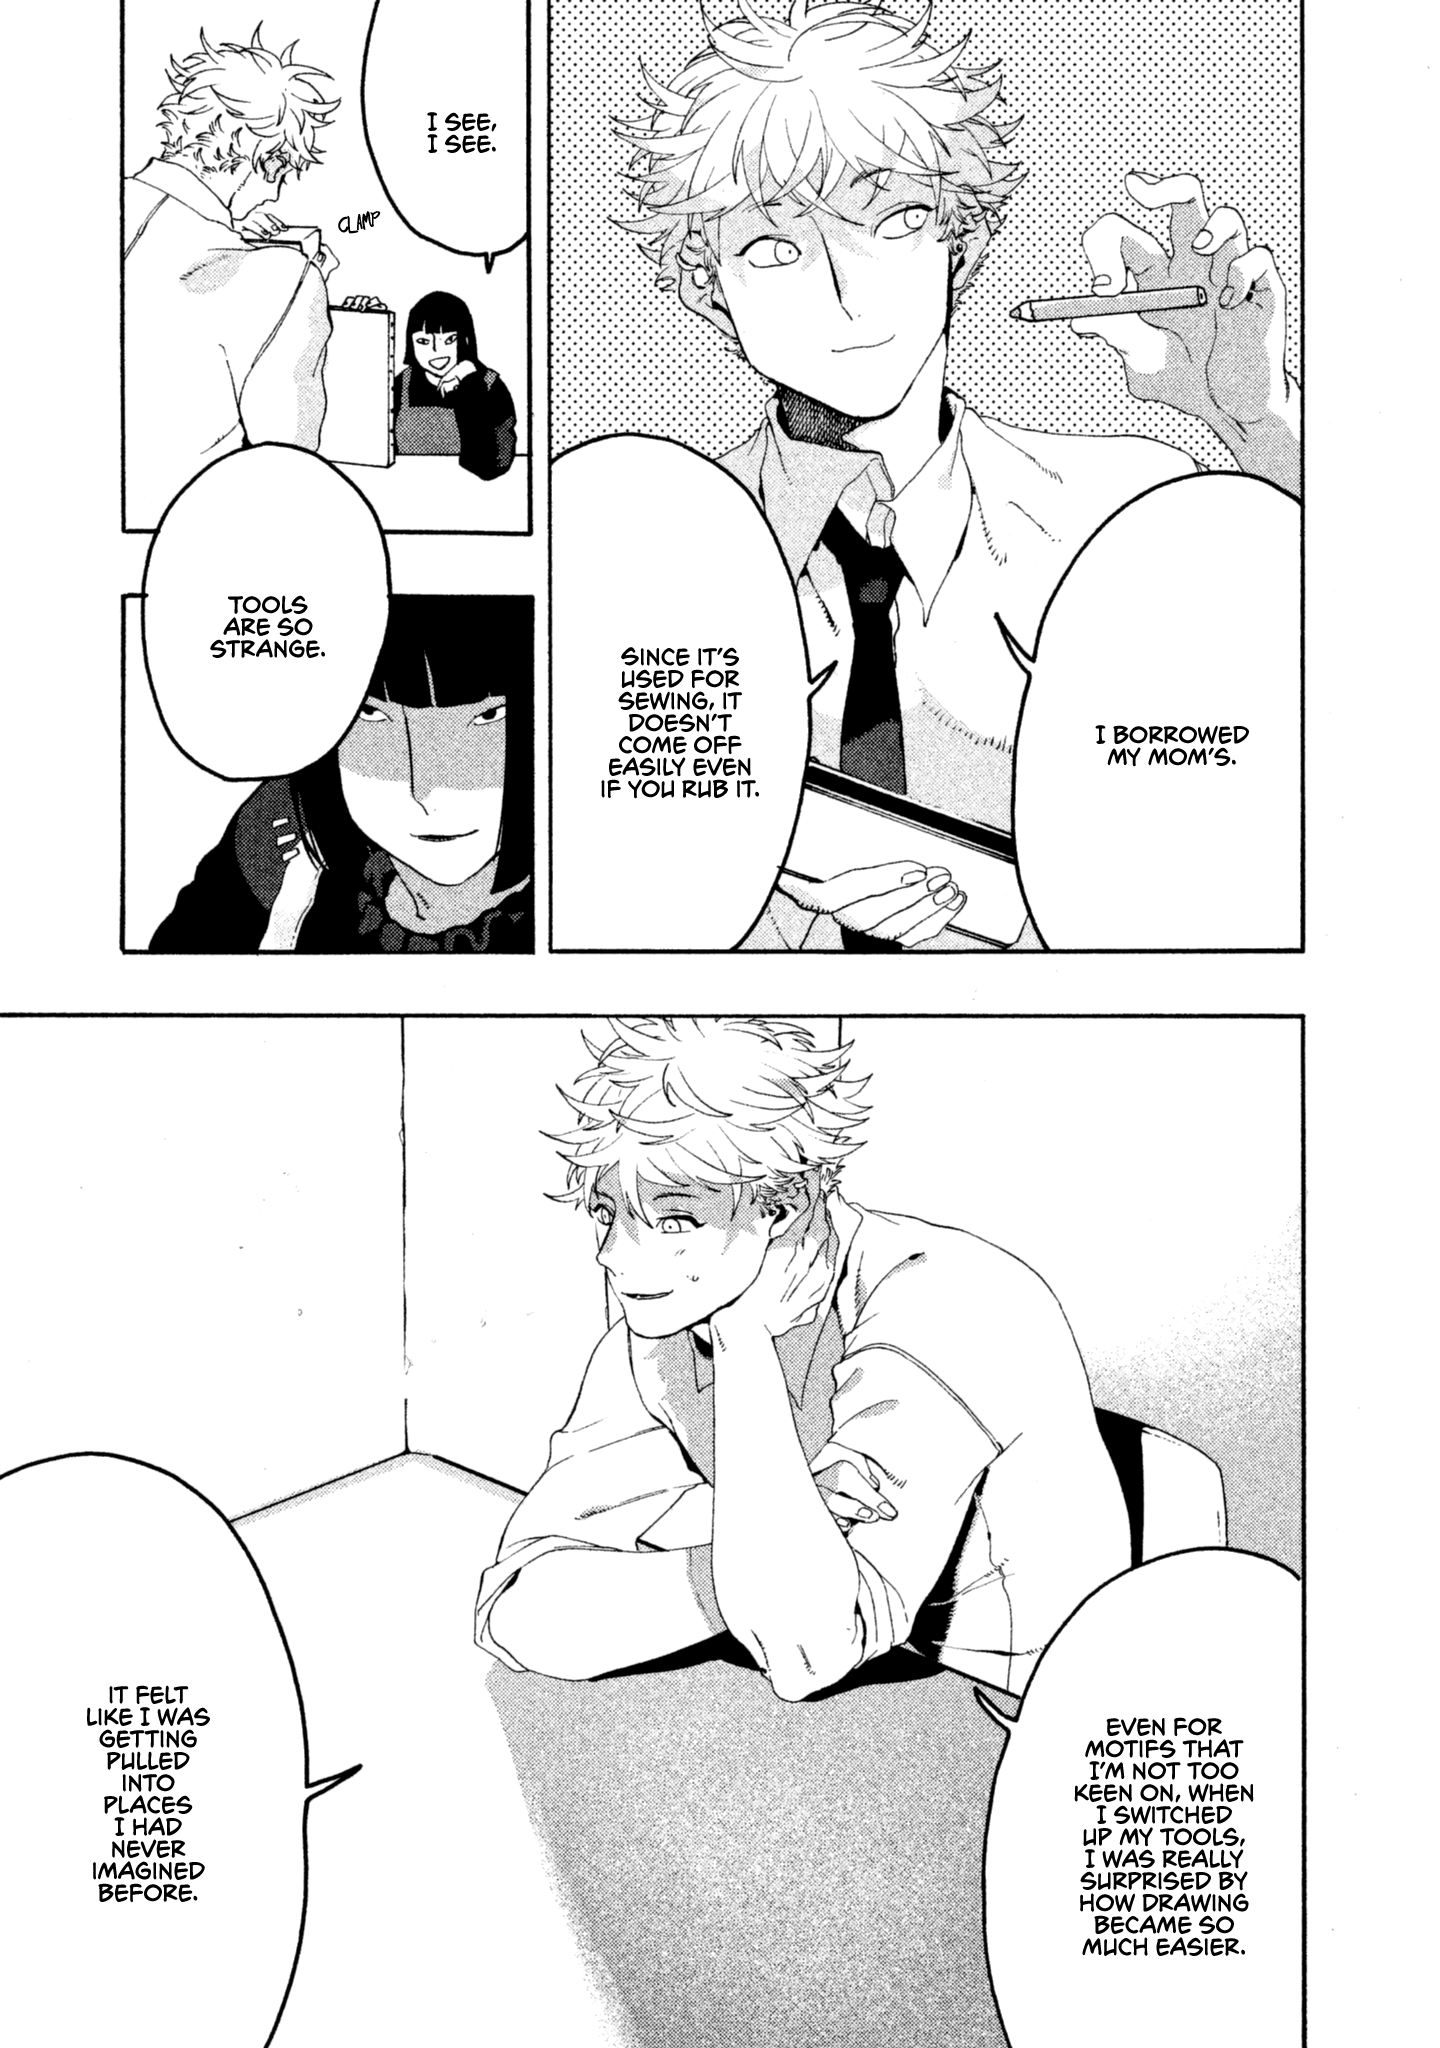 I BORROWED
MY MOM'S.
SINCE IT'S
USED FOR
SEWING, IT
DOESN'T
COME OFF
EASILY EVEN
IF YOU RUB IT.
I SEE,
I SEE.
CLAMP
TOOLS
ARE SO
STRANGE.
EVEN FOR
MOTIFS THAT
I'M NOT TOO
KEEN ON, WHEN
I SWITCHED
UP MY TOOLS,
I WAS REALLY
SURPRISED BY
HOW DRAWING
BECAME SO
MUCH EASIER.
IT FELT
LIKE I WAS
GETTING
PULLED
INTO
PLACES
I HAD
NEVER
IMAGINED
BEFORE.